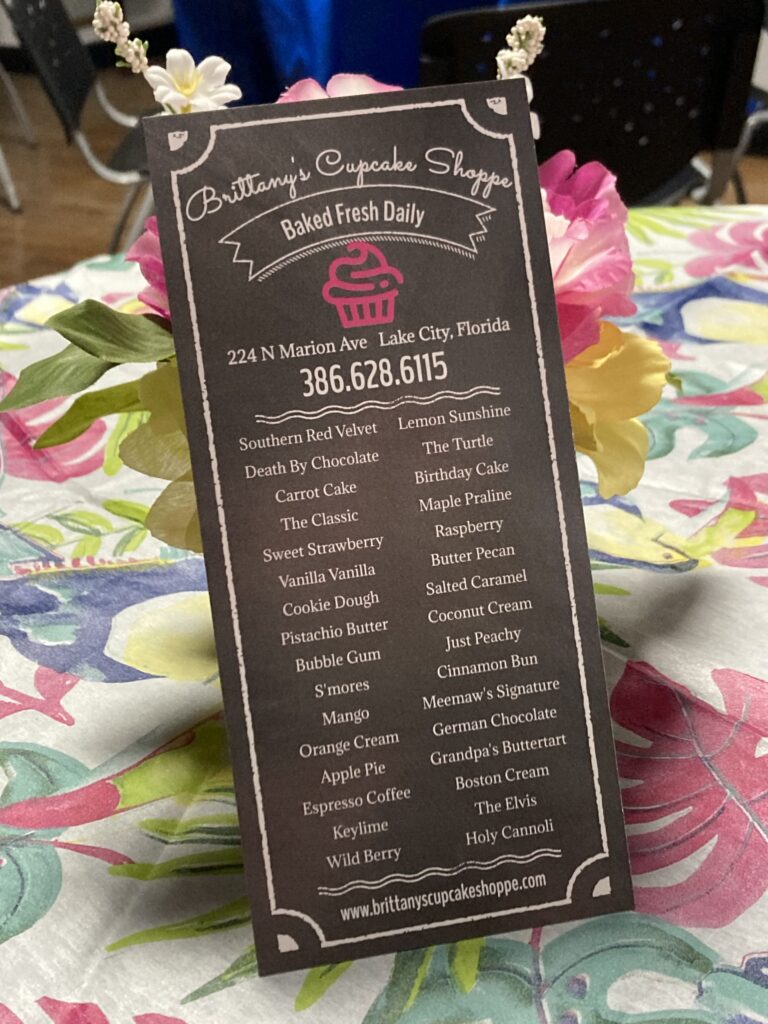 Brittany's Cupcake Shoppe
Baked Fresh Daily
224 N Marion Ave Lake City, Florida
386.628.6115
Southern Red Velvet
Death By Chocolate
Carrot Cake
The Classic
Sweet Strawberry
Vanilla Vanilla
Cookie Dough
Pistachio Butter
Bubble Gum
S'mores
Mango
Orange Cream
Apple Pie
Espresso Coffee
Keylime
Wild Berry
Lemon Sunshine
The Turtle
Birthday Cake
Maple Praline
Raspberry
Butter Pecan
Salted Caramel
Coconut Cream
Just Peachy
Cinnamon Bun
Meemaw's Signature
German Chocolate
Grandpa's Buttertart
Boston Cream
The Elvis
Holy Cannoli
www.brittanyscupcakeshoppe.com